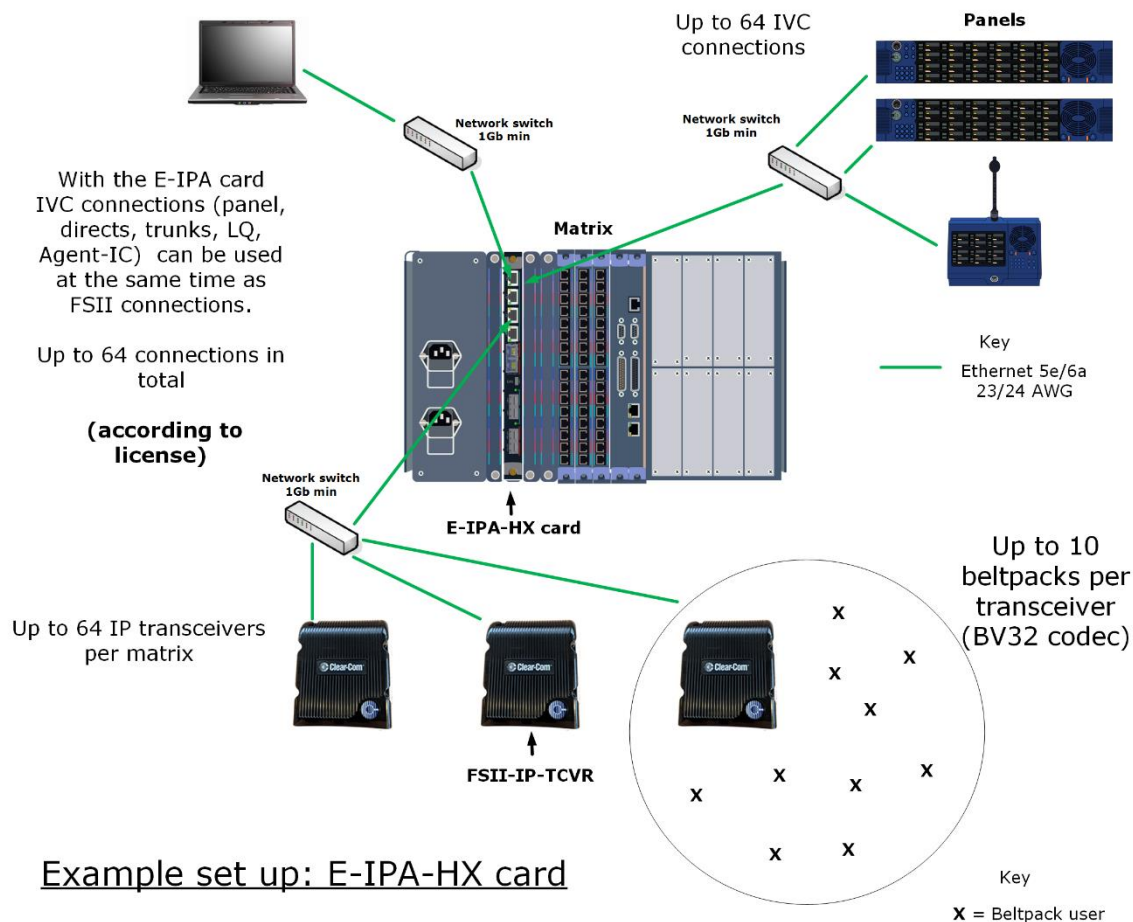 Up to 64 IVC
connections
Panels
Network switch
1Gb min
Network switch
1Gb min
With the E-IPA card
IVC connections (panel,
directs, trunks, LQ,
Agent-IC)  can be used
at the same time as
FSII connections.
Up to 64 connections in
total
(according to
license)
Matrix
Key
Ethernet 5e/6a
23/24 AWG
Network switch
1Gb min
E-IPA-HX card
Up to 10
beltpacks per
transceiver
(BV32 codec)
Up to 64 IP transceivers
per matrix
Clear-Com
Clear-Com
Clear-Com
FSII-IP-TCVR
X
X
X
X
X
X
X
X
X
X
Example set up: E-IPA-HX card
Key
X = Beltpack user